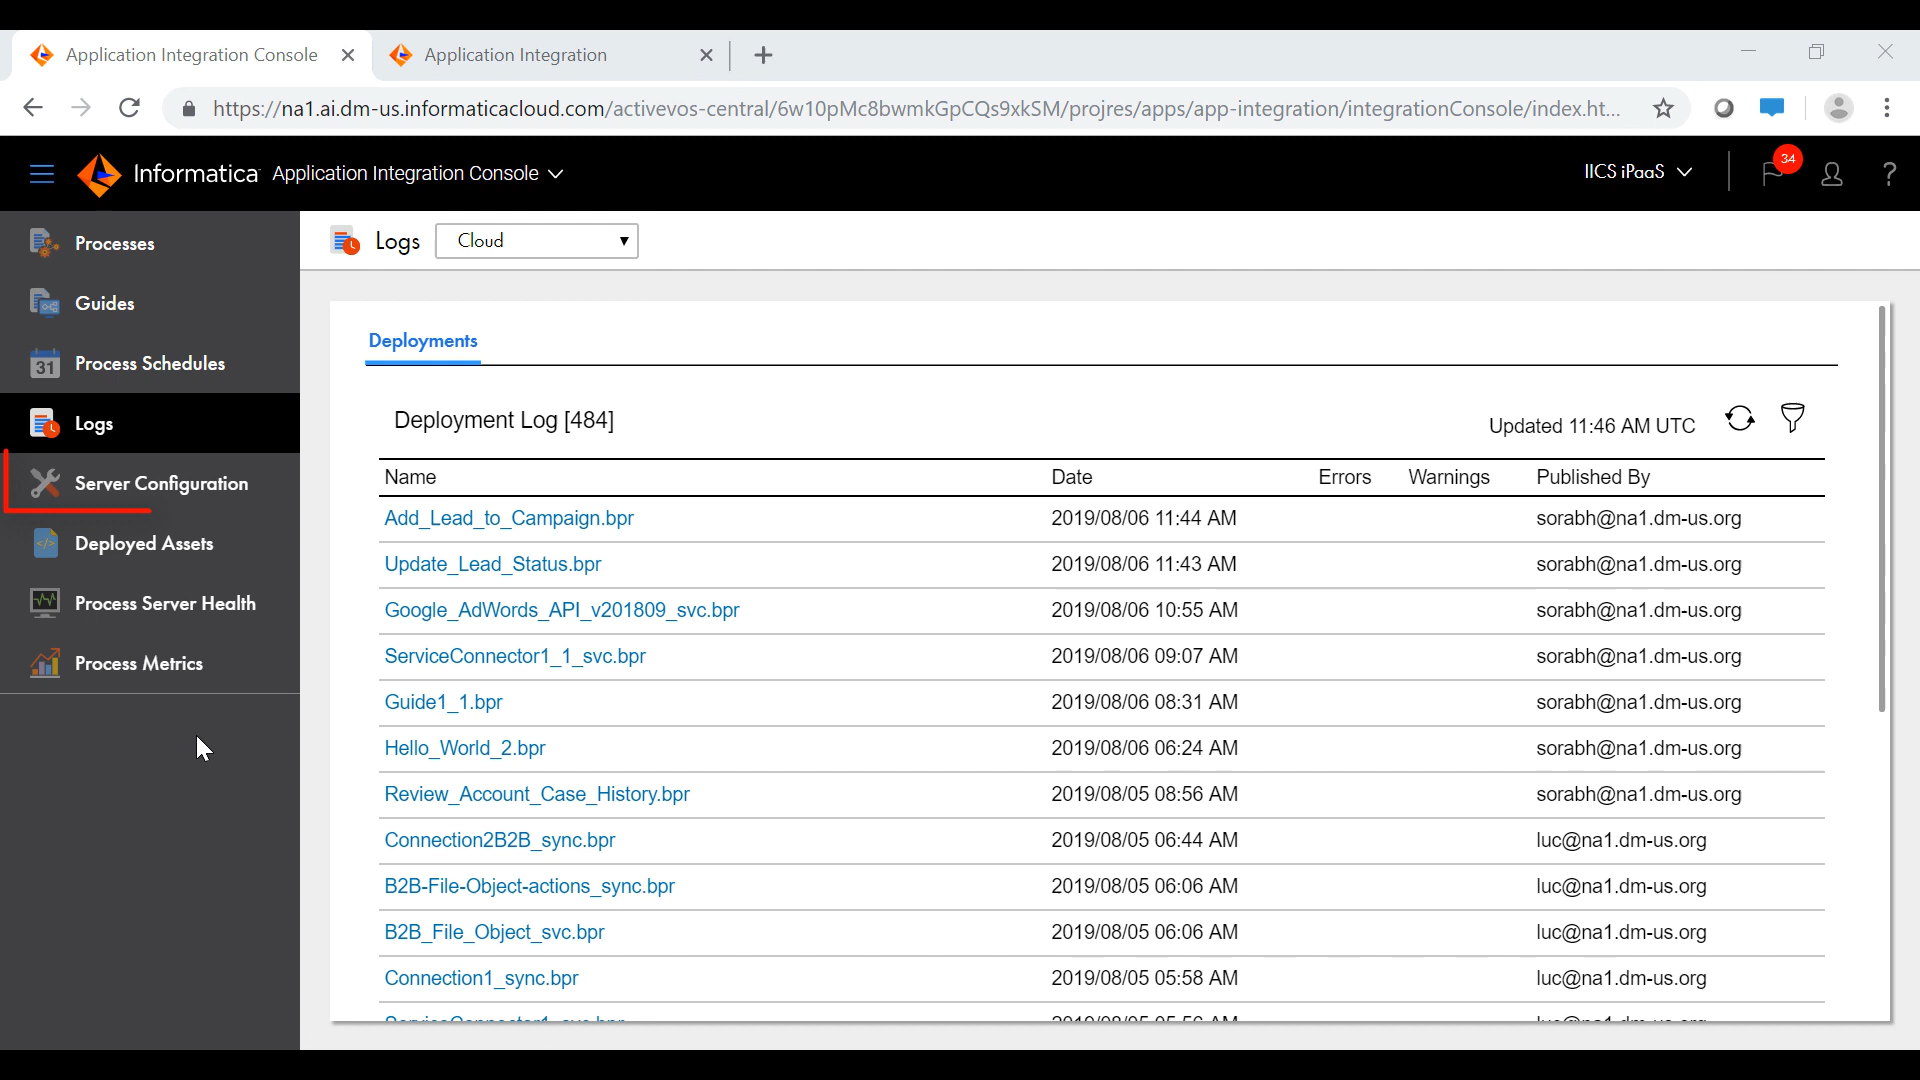 Application Integration Console
Application Integration
https://na1.ai.dm-us.informaticacloud.com/activevos-central/6w10pMc8bwmkGpCQs9xkSM/projres/apps/app-integration/integrationConsole/index.ht...
Informatica Application Integration Console
IICS iPaaS
34
?
Processes
Guides
31 Process Schedules
Logs
Server Configuration
Deployed Assets
Process Server Health
Process Metrics
Logs Cloud
Deployments
Deployment Log [484]
Updated 11:46 AM UTC
Name Date Errors Warnings Published By
Add_Lead_to_Campaign.bpr 2019/08/06 11:44 AM sorabh@na1.dm-us.org
Update_Lead_Status.bpr 2019/08/06 11:43 AM sorabh@na1.dm-us.org
Google_AdWords_API_v201809_svc.bpr 2019/08/06 10:55 AM sorabh@na1.dm-us.org
ServiceConnector1_1_svc.bpr 2019/08/06 09:07 AM sorabh@na1.dm-us.org
Guide1_1.bpr 2019/08/06 08:31 AM sorabh@na1.dm-us.org
Hello_World_2.bpr 2019/08/06 06:24 AM sorabh@na1.dm-us.org
Review_Account_Case_History.bpr 2019/08/05 08:56 AM sorabh@na1.dm-us.org
Connection2B2B_sync.bpr 2019/08/05 06:44 AM luc@na1.dm-us.org
B2B-File-Object-actions_sync.bpr 2019/08/05 06:06 AM luc@na1.dm-us.org
B2B_File_Object_svc.bpr 2019/08/05 06:06 AM luc@na1.dm-us.org
Connection1_sync.bpr 2019/08/05 05:58 AM luc@na1.dm-us.org